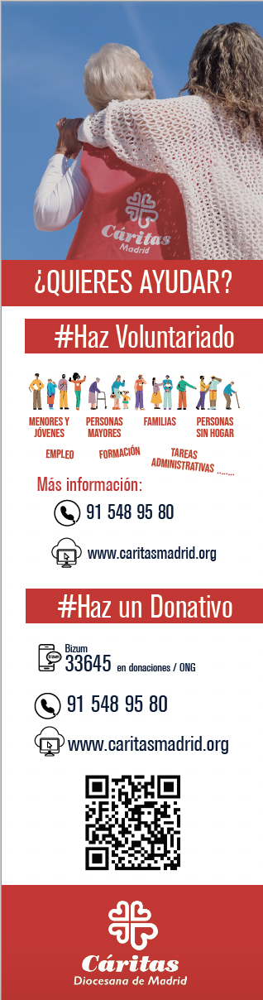 Cáritas
Madrid
¿QUIERES AYUDAR?
#Haz Voluntariado
MENORES Y
JÓVENES
PERSONAS
MAYORES
FAMILIAS
PERSONAS
SIN HOGAR
EMPLEO
FORMACIÓN
TAREAS
ADMINISTRATIVAS ........
Más información:
91 548 95 80
www.caritasmadrid.org
#Haz un Donativo
Bizum
bizum
33645 en donaciones / ONG
91 548 95 80
www.caritasmadrid.org
Cáritas
Diocesana de Madrid